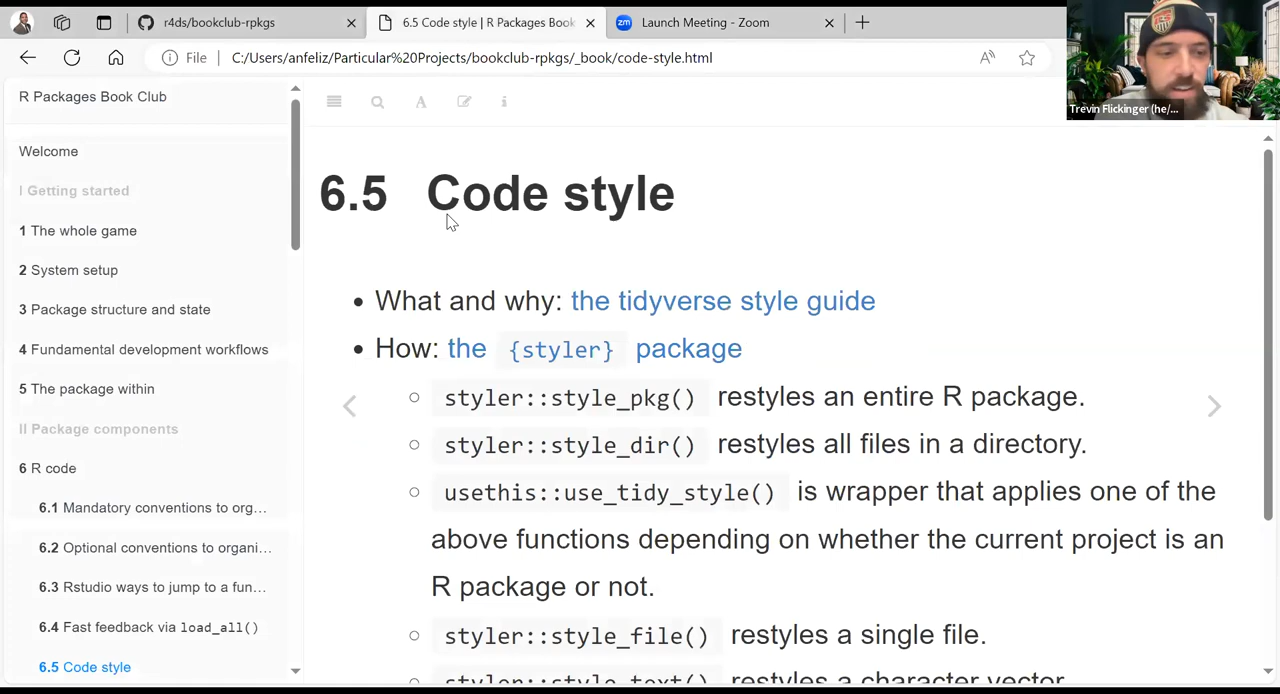 r4ds/bookclub-rpkgs
6.5 Code style | R Packages Book
Launch Meeting - Zoom
File
C:/Users/anfeliz/Particular%20Projects/bookclub-rpkgs/_book/code-style.html
Trevin Flickinger (he/...
R Packages Book Club
Welcome
I Getting started
1 The whole game
2 System setup
3 Package structure and state
4 Fundamental development workflows
5 The package within
II Package components
6 R code
6.1 Mandatory conventions to org...
6.2 Optional conventions to organi...
6.3 Rstudio ways to jump to a fun...
6.4 Fast feedback via load_all()
6.5 Code style
6.5 Code style
What and why: the tidyverse style guide
How: the {styler} package
styler::style_pkg() restyles an entire R package.
styler::style_dir() restyles all files in a directory.
usethis::use_tidy_style() is wrapper that applies one of the
above functions depending on whether the current project is an
R package or not.
styler::style_file() restyles a single file.
styler::style_text() restyles a character vector.